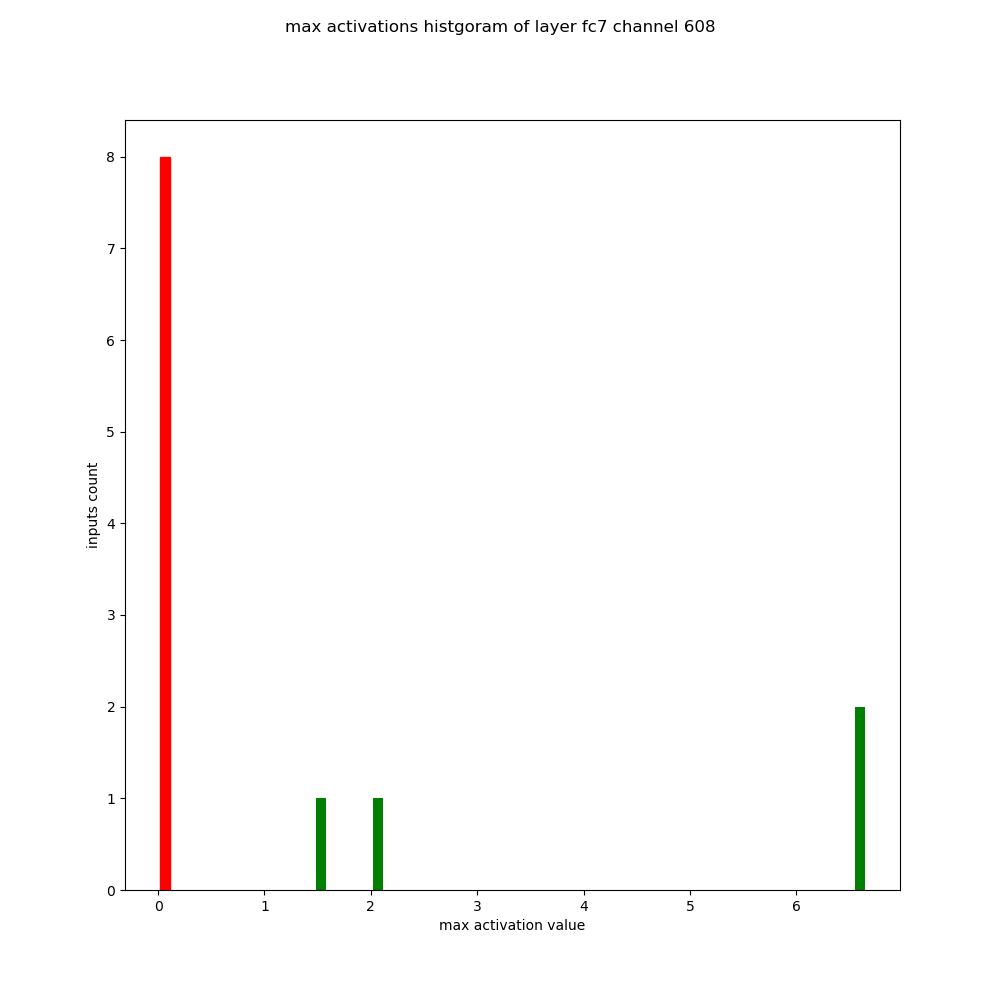 max activations histgoram of layer fc7 channel 608
8
7
6
5
4
3
2
1
0
inputs count
0 1 2 3 4 5 6
max activation value